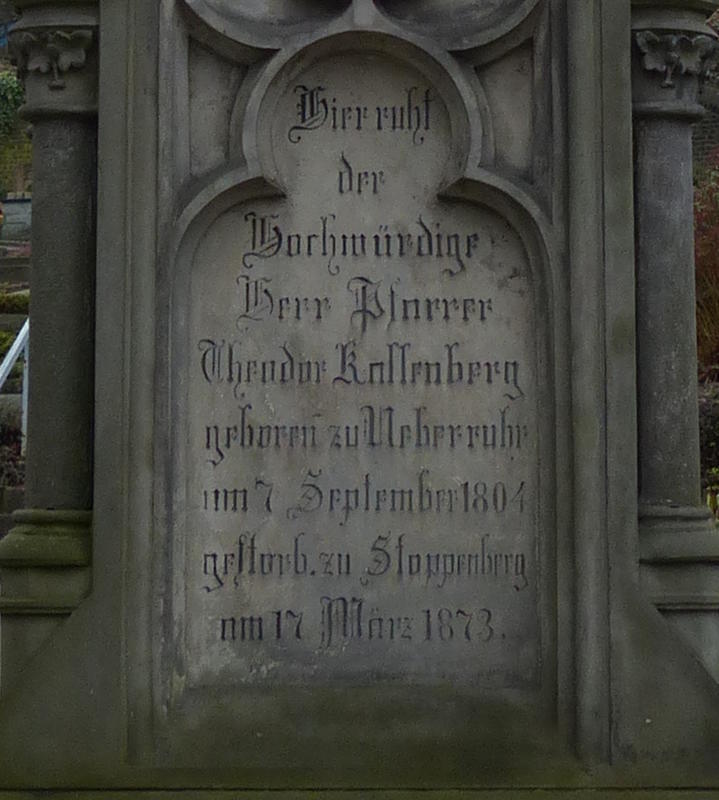 Hier ruht
der
Hochwürdige
Herr Pfarrer
Theodor Kossenberg
geboren zu Ueberruhr
am 7 September 1804
gestorb. zu Stoppenberg
am 17 März 1873.